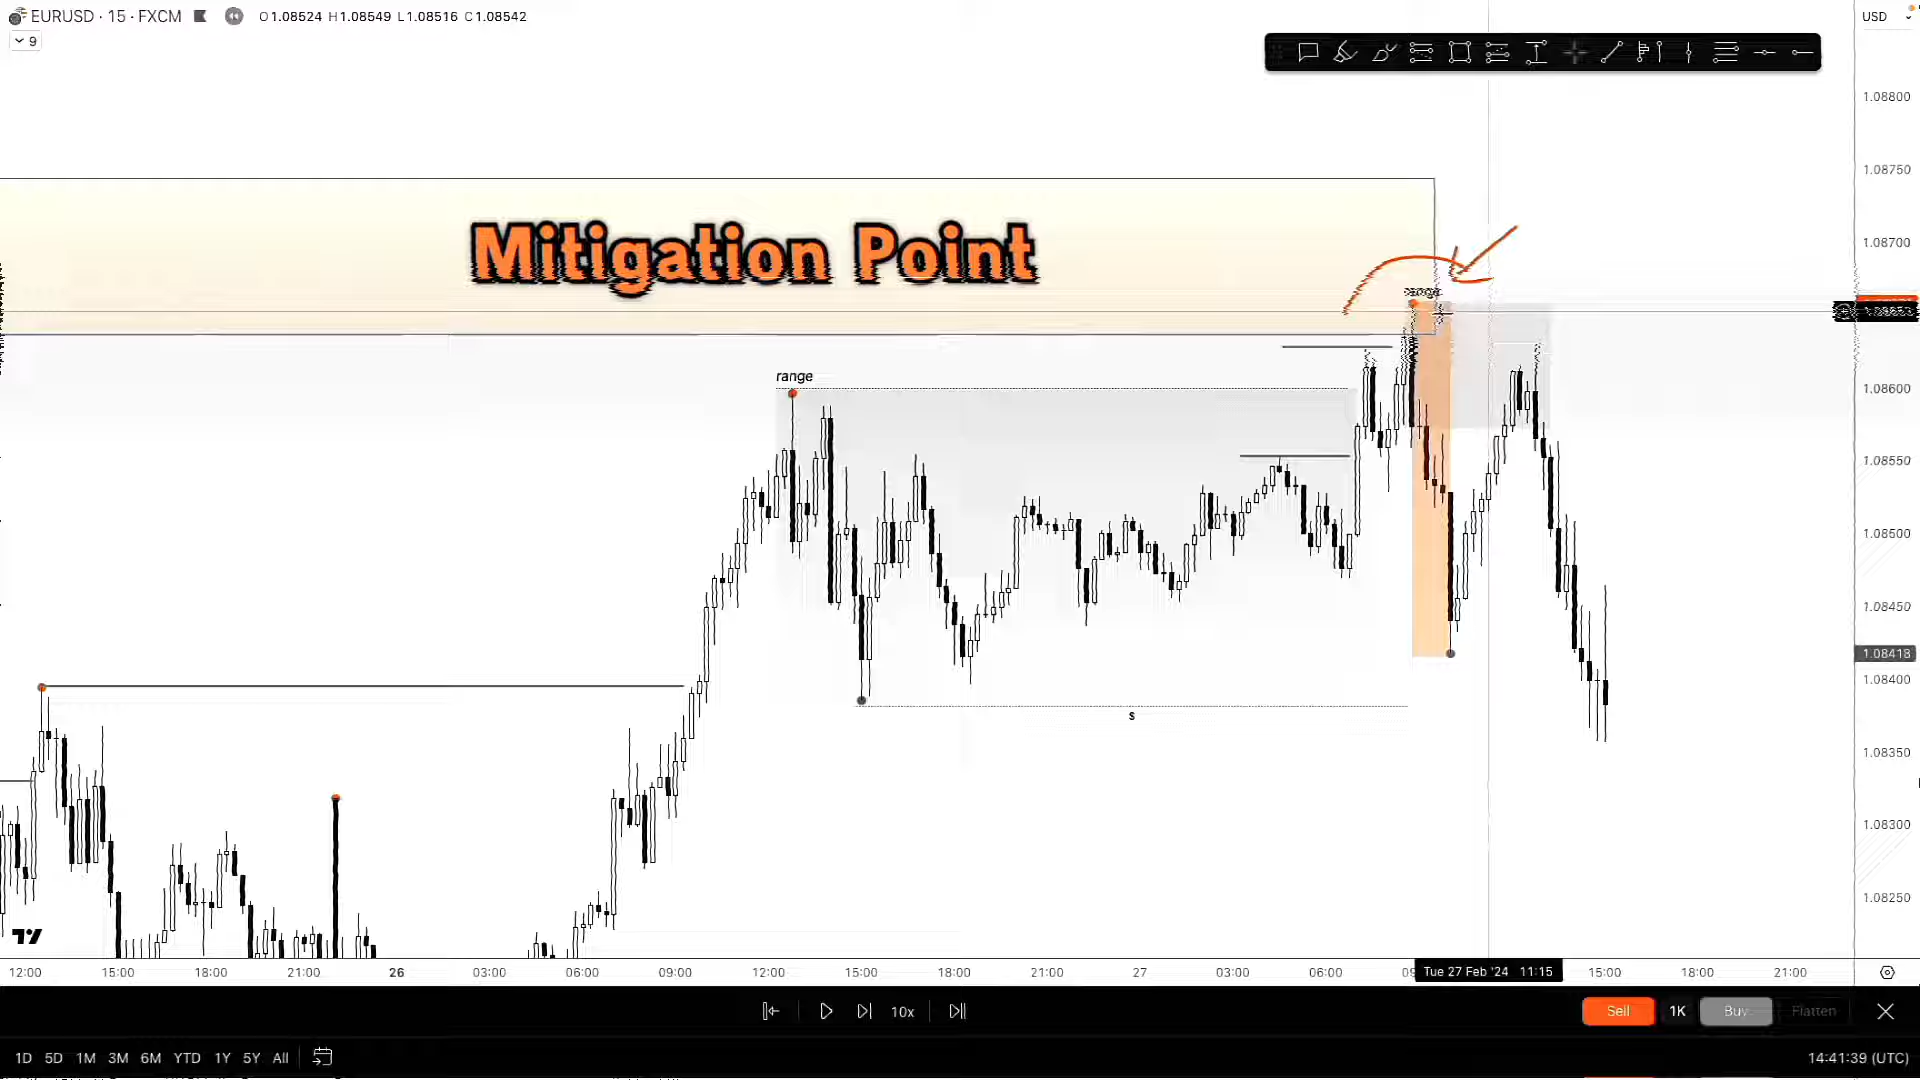 EURUSD · 15 · FXCM O1.08524 H1.08549 L1.08516 C1.08542
USD
9
1.08800
1.08750
Mitigation Point
1.08700
range
range
1.08600
1.08550
1.08500
1.08450
1.08418
1.08400
s
1.08350
1.08300
1.08250
12:00 15:00 18:00 21:00 26 03:00 06:00 09:00 12:00 15:00 18:00 21:00 27 03:00 06:00 Tue 27 Feb '24 11:15 15:00 18:00 21:00
10x Sell 1K Buy Flatten
1D 5D 1M 3M 6M YTD 1Y 5Y All 14:41:39 (UTC)